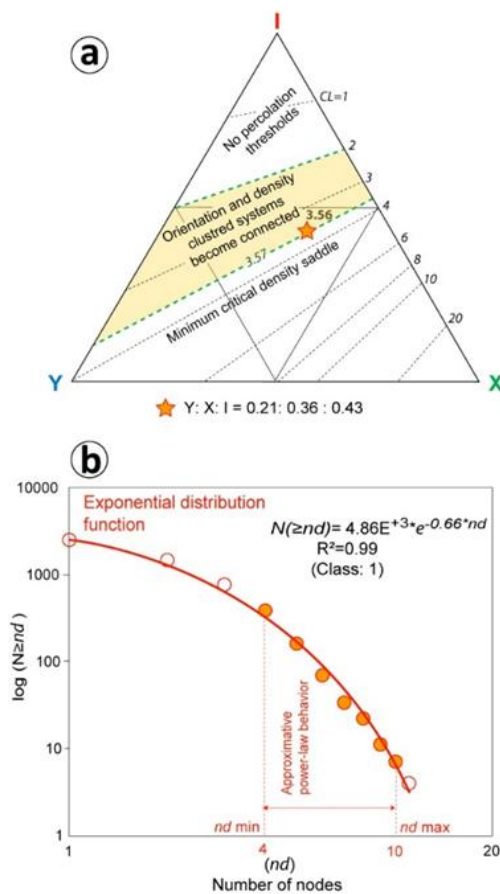 a
I
CL=1
No percolation
thresholds
2
3
4
6
8
10
20
Orientation and density
clustred systems
become connected
3.56
3.57
Minimum critical density saddle
Y
X
Y: X: I = 0.21: 0.36 : 0.43
b
10000
1000
100
10
1
log (N≥nd)
Exponential distribution
function
N(≥nd)= 4.86E+3*e-0.66*nd
R²=0.99
(Class: 1)
Approximative
power-law behavior
nd min
nd max
1
4
10
20
(nd)
Number of nodes